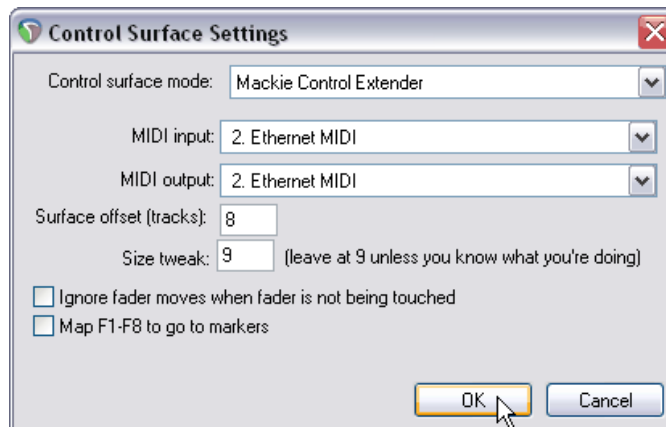 Control Surface Settings
Control surface mode: Mackie Control Extender
MIDI input: 2. Ethernet MIDI
MIDI output: 2. Ethernet MIDI
Surface offset (tracks): 8
Size tweak: 9 (leave at 9 unless you know what you're doing)
Ignore fader moves when fader is not being touched
Map F1-F8 to go to markers
OK Cancel